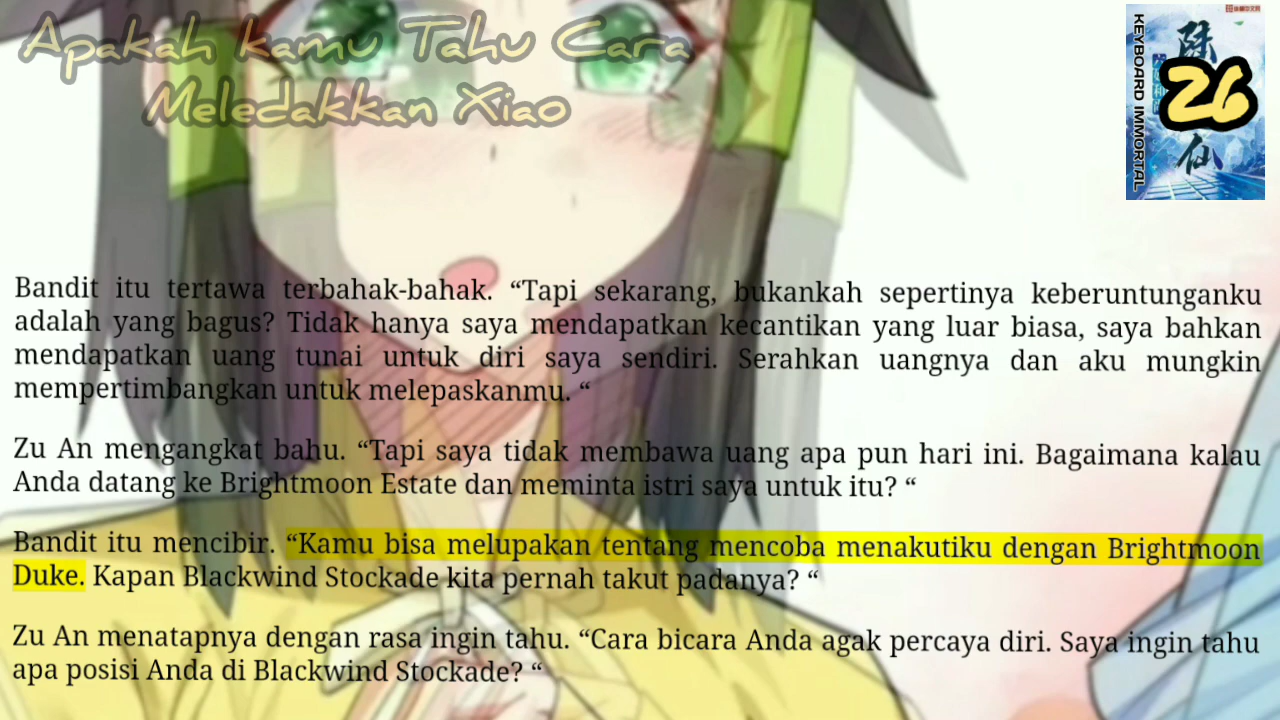 Apakah kamu Tahu Cara
Meledakkan Xiao
KEYBOARD IMMORTAL
陆
仙
26
Bandit itu tertawa terbahak-bahak. “Tapi sekarang, bukankah sepertinya keberuntunganku
adalah yang bagus? Tidak hanya saya mendapatkan kecantikan yang luar biasa, saya bahkan
mendapatkan uang tunai untuk diri saya sendiri. Serahkan uangnya dan aku mungkin
mempertimbangkan untuk melepaskanmu. “
Zu An mengangkat bahu. “Tapi saya tidak membawa uang apa pun hari ini. Bagaimana kalau
Anda datang ke Brightmoon Estate dan meminta istri saya untuk itu? “
Bandit itu mencibir. “Kamu bisa melupakan tentang mencoba menakutiku dengan Brightmoon
Duke. Kapan Blackwind Stockade kita pernah takut padanya? “
Zu An menatapnya dengan rasa ingin tahu. “Cara bicara Anda agak percaya diri. Saya ingin tahu
apa posisi Anda di Blackwind Stockade? “